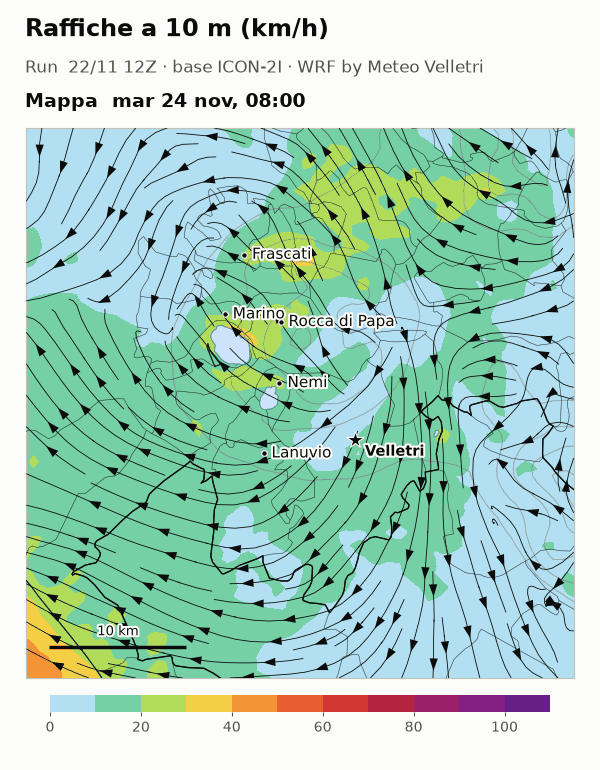 Raffiche a 10 m (km/h)
Run 22/11 12Z · base ICON-2I · WRF by Meteo Velletri
Mappa mar 24 nov, 08:00
Frascati
Marino
Rocca di Papa
Nemi
Velletri
Lanuvio
10 km
0 20 40 60 80 100